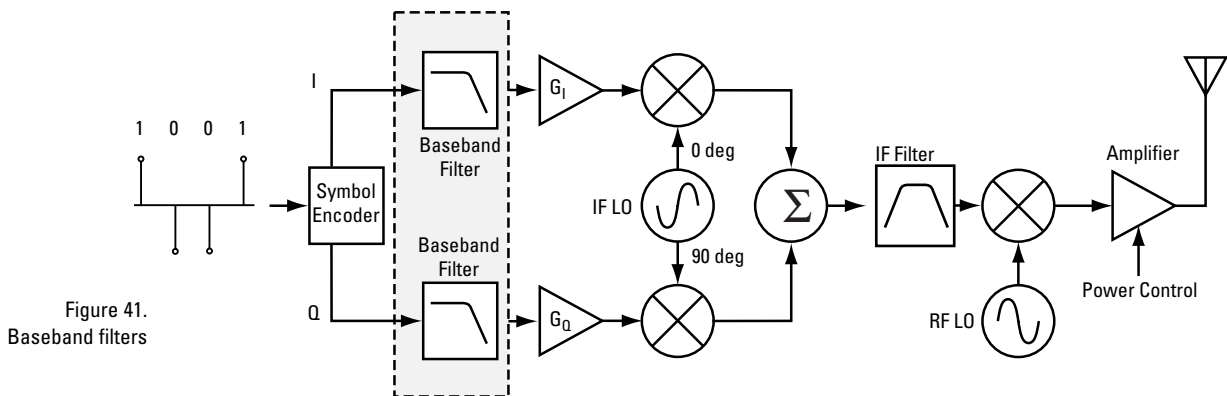 I
1 0 0 1
Symbol
Encoder
Baseband
Filter
G_I
0 deg
IF LO
90 deg
Σ
IF Filter
Amplifier
Power Control
RF LO
Baseband
Filter
G_Q
Q
Figure 41.
Baseband filters